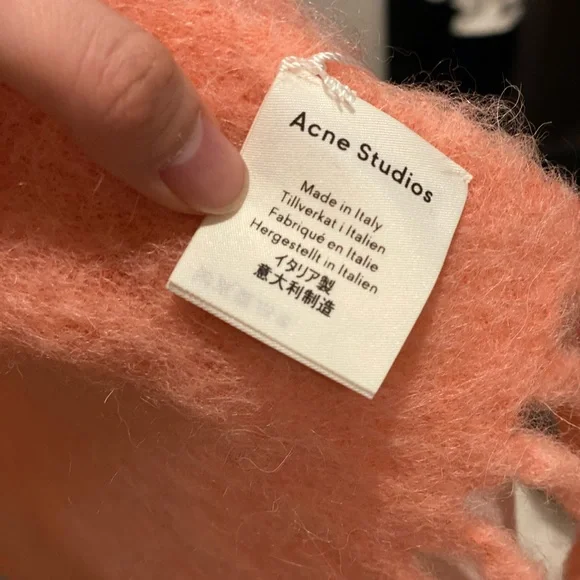 Acne Studios
Made in Italy
Tillverkat i Italien
Fabriqué en Italie
Hergestellt in Italien
イタリア製
意大利制造